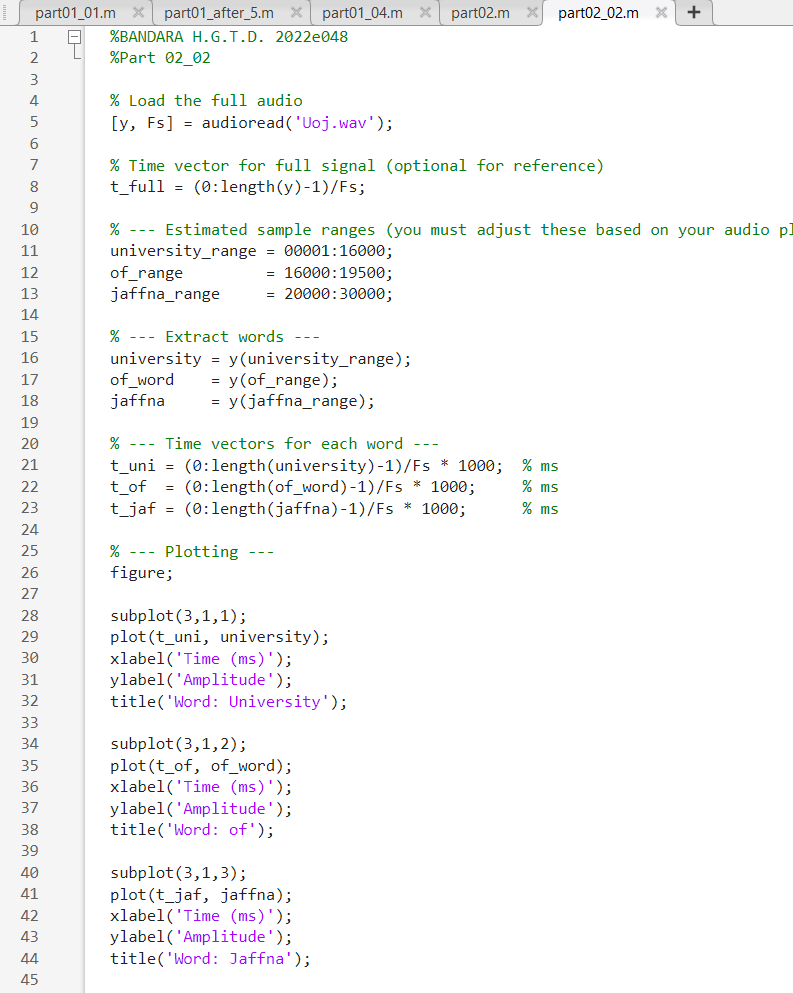 part01_01.m × part01_after_5.m × part01_04.m × part02.m × part02_02.m × +
1 %BANDARA H.G.T.D. 2022e048
2 %Part 02_02
3
4 % Load the full audio
5 [y, Fs] = audioread('Uoj.wav');
6
7 % Time vector for full signal (optional for reference)
8 t_full = (0:length(y)-1)/Fs;
9
10 % --- Estimated sample ranges (you must adjust these based on your audio pl
11 university_range = 00001:16000;
12 of_range         = 16000:19500;
13 jaffna_range     = 20000:30000;
14
15 % --- Extract words ---
16 university = y(university_range);
17 of_word    = y(of_range);
18 jaffna     = y(jaffna_range);
19
20 % --- Time vectors for each word ---
21 t_uni = (0:length(university)-1)/Fs * 1000;  % ms
22 t_of  = (0:length(of_word)-1)/Fs * 1000;     % ms
23 t_jaf = (0:length(jaffna)-1)/Fs * 1000;      % ms
24
25 % --- Plotting ---
26 figure;
27
28 subplot(3,1,1);
29 plot(t_uni, university);
30 xlabel('Time (ms)');
31 ylabel('Amplitude');
32 title('Word: University');
33
34 subplot(3,1,2);
35 plot(t_of, of_word);
36 xlabel('Time (ms)');
37 ylabel('Amplitude');
38 title('Word: of');
39
40 subplot(3,1,3);
41 plot(t_jaf, jaffna);
42 xlabel('Time (ms)');
43 ylabel('Amplitude');
44 title('Word: Jaffna');
45